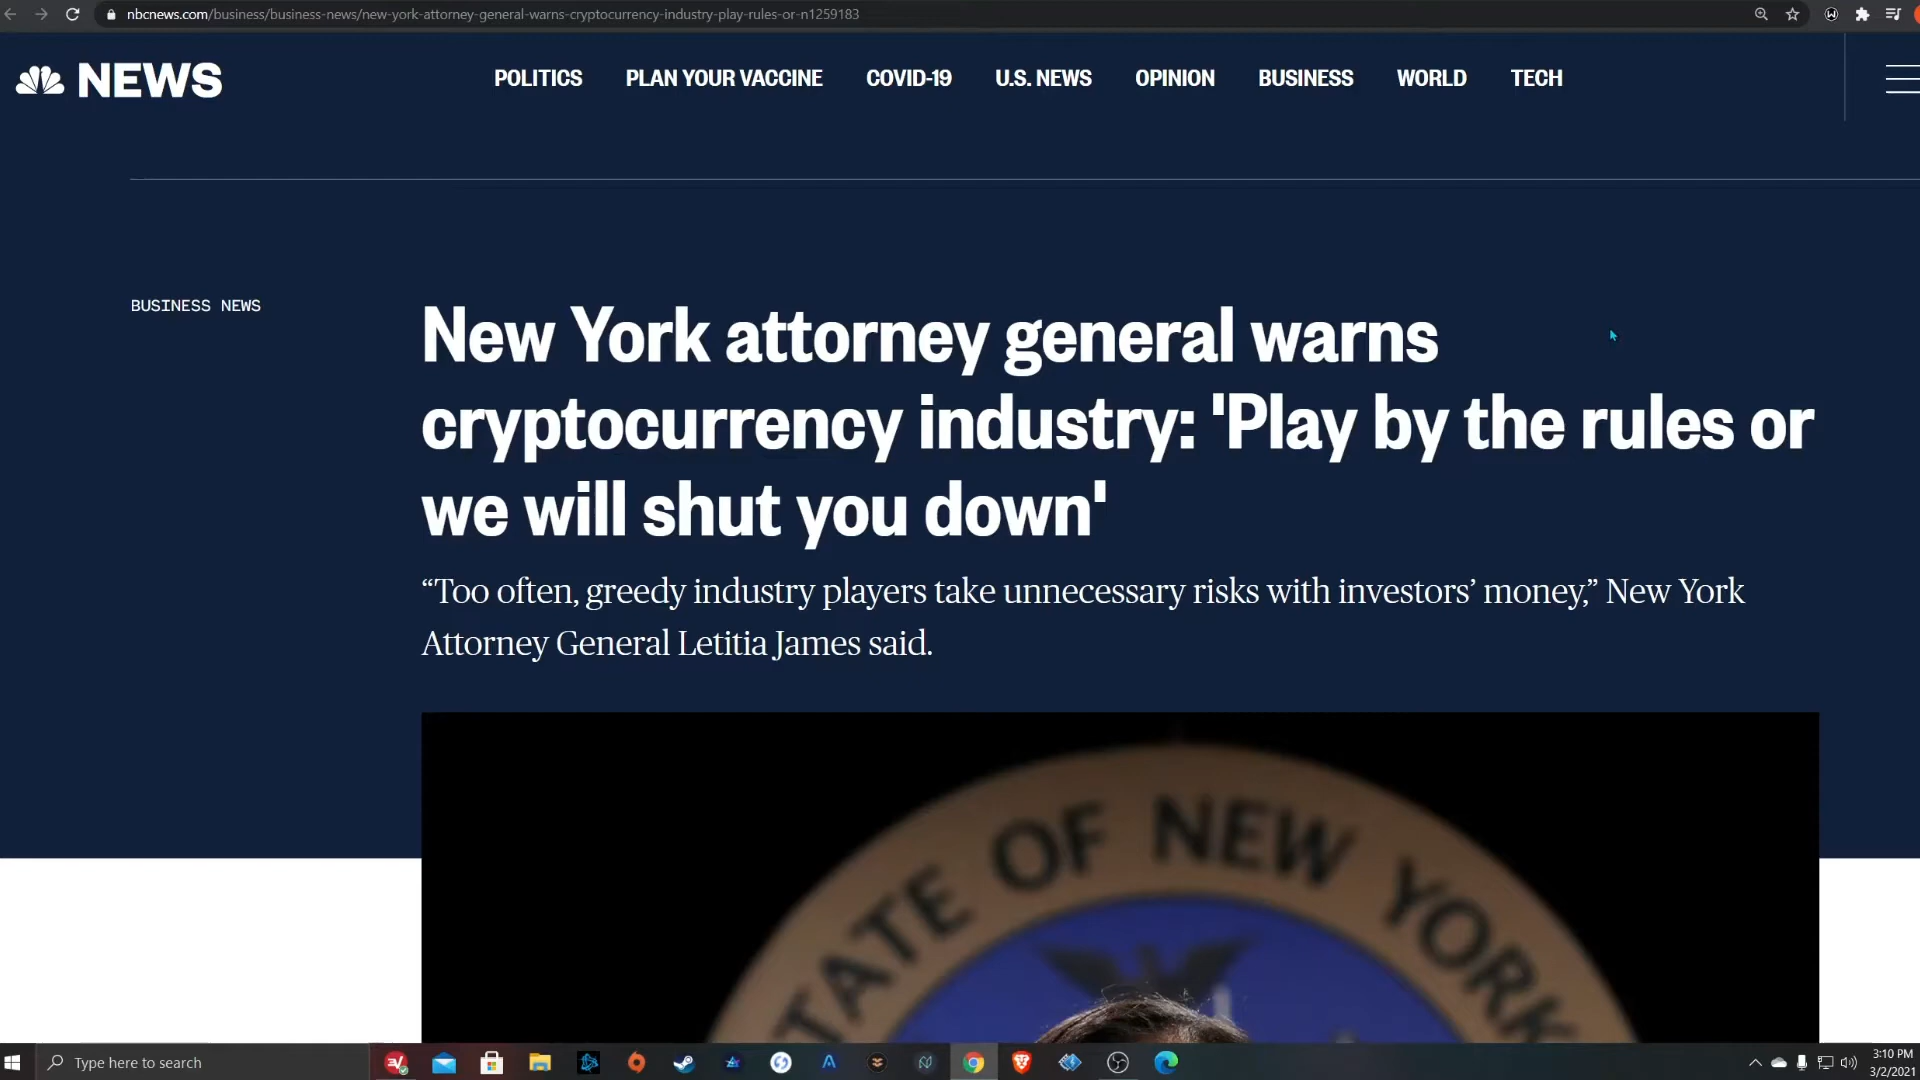 nbcnews.com/business/business-news/new-york-attorney-general-warns-cryptocurrency-industry-play-rules-or-n1259183
NEWS
POLITICS PLAN YOUR VACCINE COVID-19 U.S. NEWS OPINION BUSINESS WORLD TECH
BUSINESS NEWS
New York attorney general warns
cryptocurrency industry: 'Play by the rules or
we will shut you down'
“Too often, greedy industry players take unnecessary risks with investors’ money,” New York
Attorney General Letitia James said.
STATE OF NEW YORK
Type here to search
3:10 PM
3/2/2021